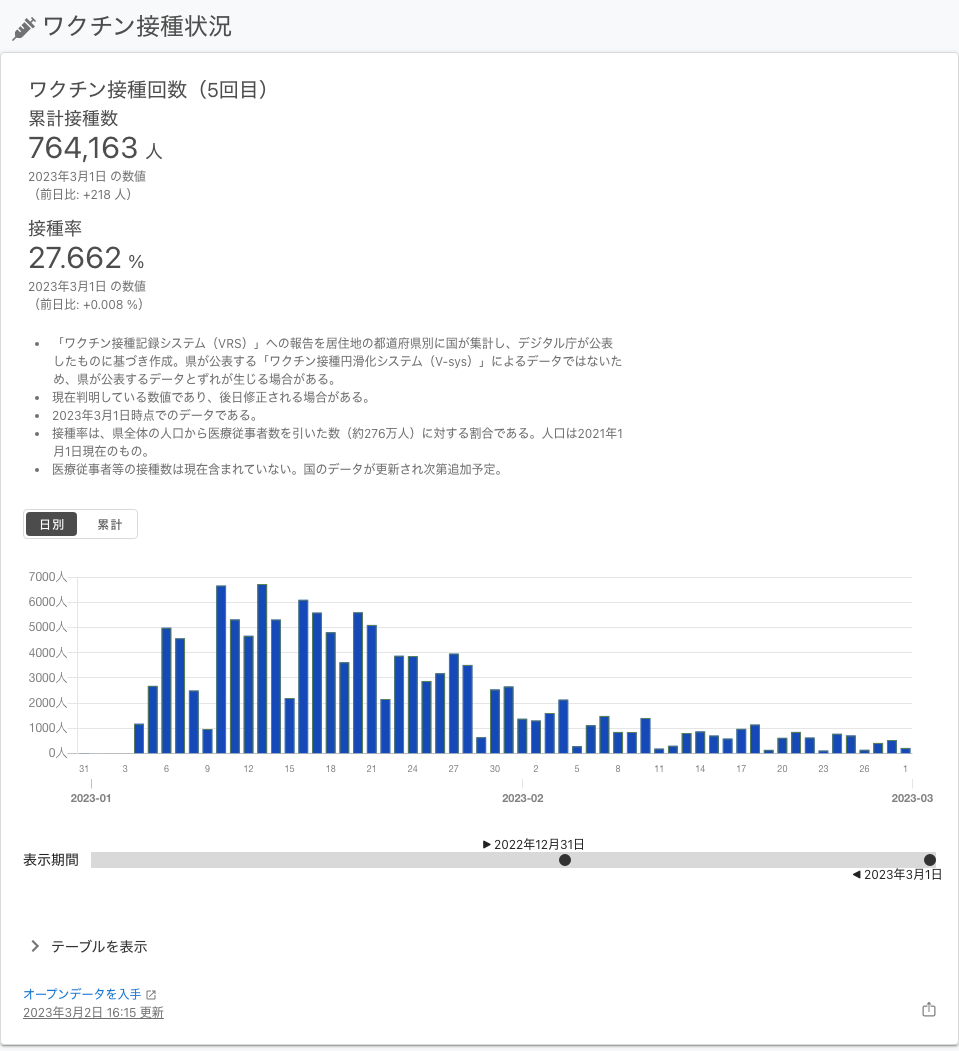 ワクチン接種状況
ワクチン接種回数（5回目）
累計接種数
764,163 人
2023年3月1日 の数値
（前日比: +218 人）
接種率
27.662 %
2023年3月1日 の数値
（前日比: +0.008 %）
「ワクチン接種記録システム（VRS）」への報告を居住地の都道府県別に国が集計し、デジタル庁が公表
したものに基づき作成。県が公表する「ワクチン接種円滑化システム（V-sys）」によるデータではないた
め、県が公表するデータとずれが生じる場合がある。
現在判明している数値であり、後日修正される場合がある。
2023年3月1日時点でのデータである。
接種率は、県全体の人口から医療従事者数を引いた数（約276万人）に対する割合である。人口は2021年1
月1日現在のもの。
医療従事者等の接種数は現在含まれていない。国のデータが更新され次第追加予定。
日別 累計
7000人
6000人
5000人
4000人
3000人
2000人
1000人
0人
31 3 6 9 12 15 18 21 24 27 30 2 5 8 11 14 17 20 23 26 1
2023-01 2023-02 2023-03
▶ 2022年12月31日
表示期間
◀ 2023年3月1日
テーブルを表示
オープンデータを入手
2023年3月2日 16:15 更新